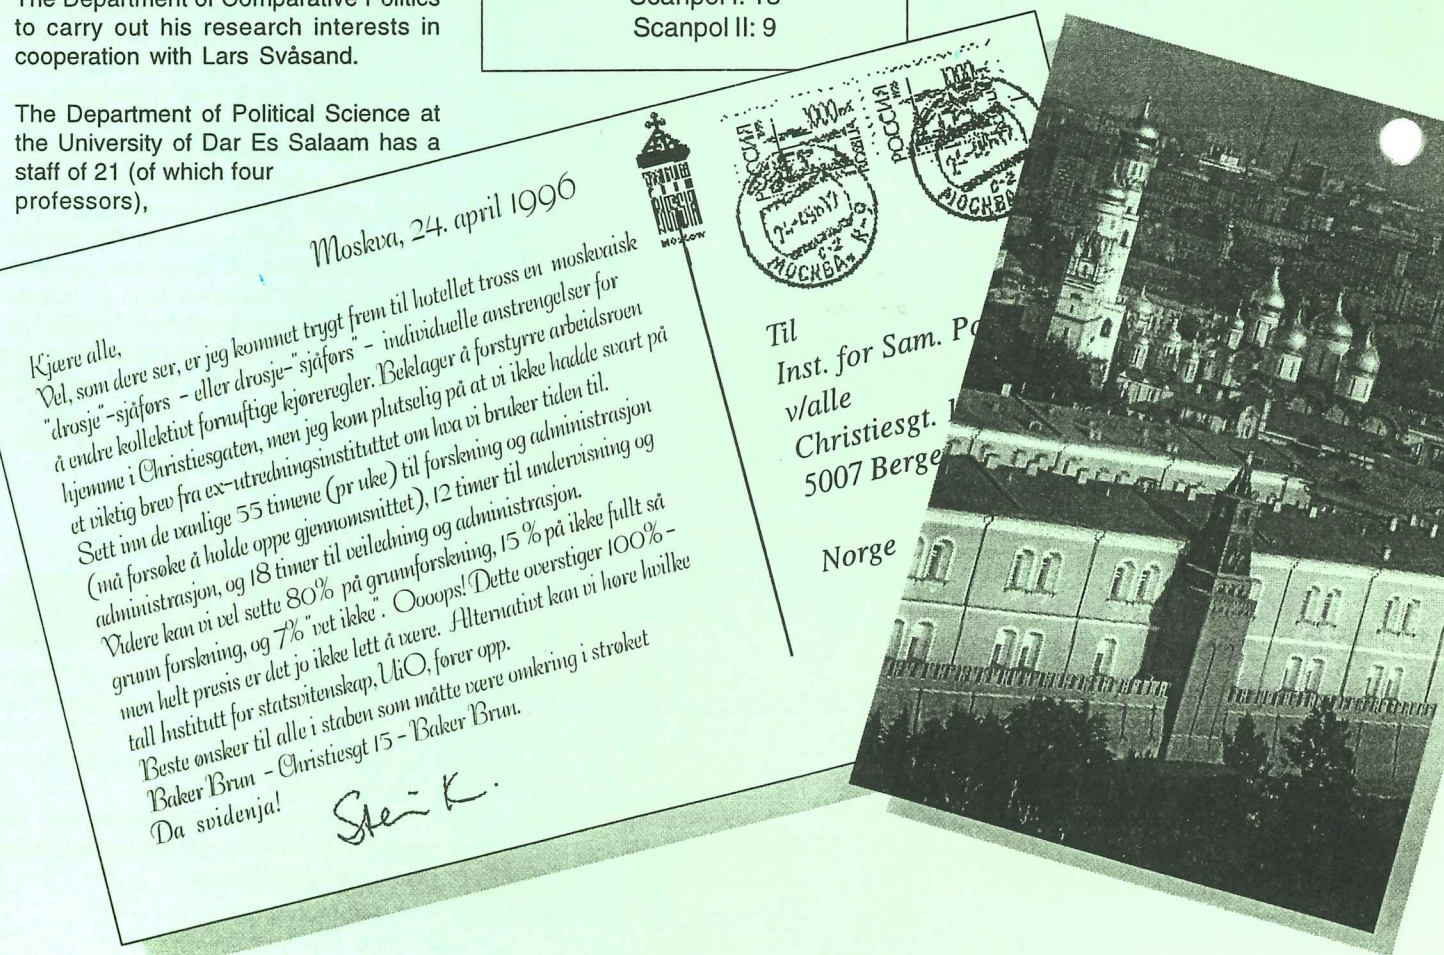 The Department of Comparative Politics
to carry out his research interests in
cooperation with Lars Svåsand.
The Department of Political Science at
the University of Dar Es Salaam has a
staff of 21 (of which four
professors),
Scanpol II: 9
Moskva, 24. april 1996
Kjære alle,
Vel, som dere ser, er jeg kommet trygt frem til hotellet tross en moskvaisk
"drosje"-sjåførs - eller drosje-"sjåførs" - individuelle anstrengelser for
å endre kollektivt fornuftige kjøreregler. Beklager å forstyrre arbeidsroen
hjemme i Christiesgaten, men jeg kom plutselig på at vi ikke hadde svart på
et viktig brev fra ex-utredningsinstituttet om hva vi bruker tiden til.
Sett inn de vanlige 55 timene (pr uke) til forskning og administrasjon
(må forsøke å holde oppe gjennomsnittet), 12 timer til undervisning og
administrasjon, og 18 timer til veiledning og administrasjon.
Videre kan vi vel sette 80% på grunnforskning, 15 % på ikke fullt så
grunn forskning, og 7% "vet ikke". Oooops! Dette overstiger 100% -
men helt presis er det jo ikke lett å være. Alternativt kan vi høre hvilke
tall Institutt for statsvitenskap, UiO, fører opp.
Beste ønsker til alle i staben som måtte være omkring i strøket
Baker Brun - Christiesgt 15 - Baker Brun.
Da svidenja!
Stein K.
RUSSIA
MOSCOW
РОССИЯ
РОССИЯ
МОСКВА
МОСКВА
Til
Inst. for Sam. Po
v/alle
Christiesgt.
5007 Berge
Norge